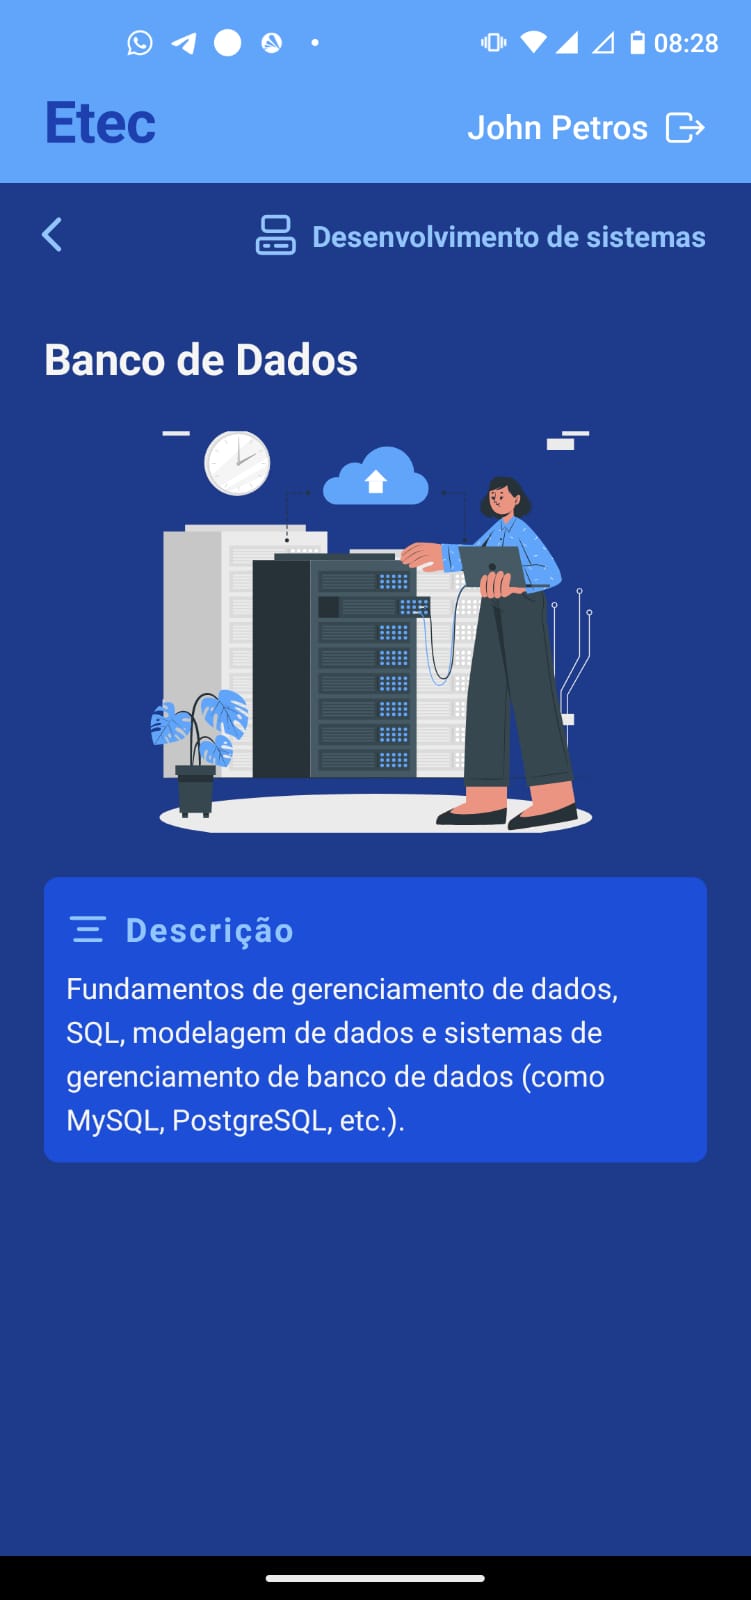 08:28
Etec
John Petros
Desenvolvimento de sistemas
Banco de Dados
Descrição
Fundamentos de gerenciamento de dados,
SQL, modelagem de dados e sistemas de
gerenciamento de banco de dados (como
MySQL, PostgreSQL, etc.).